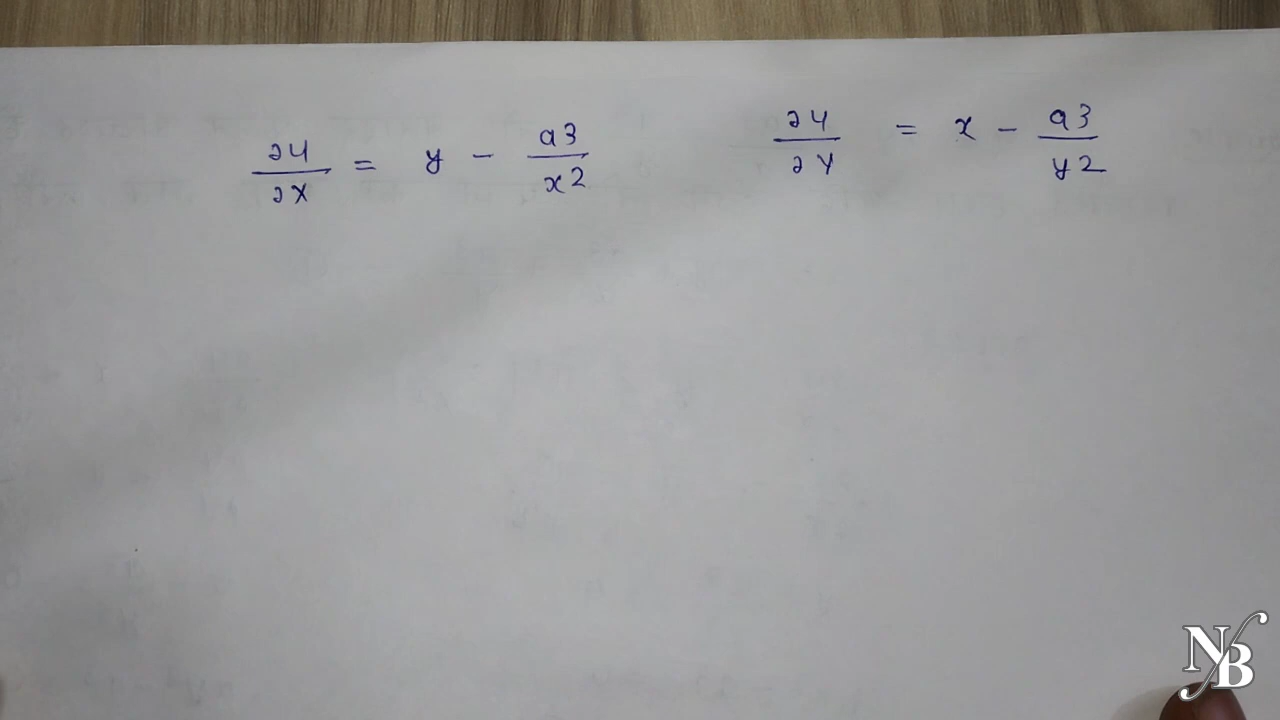 ∂u/∂x = y - a3/x2    ∂u/∂y = x - a3/y2
NB